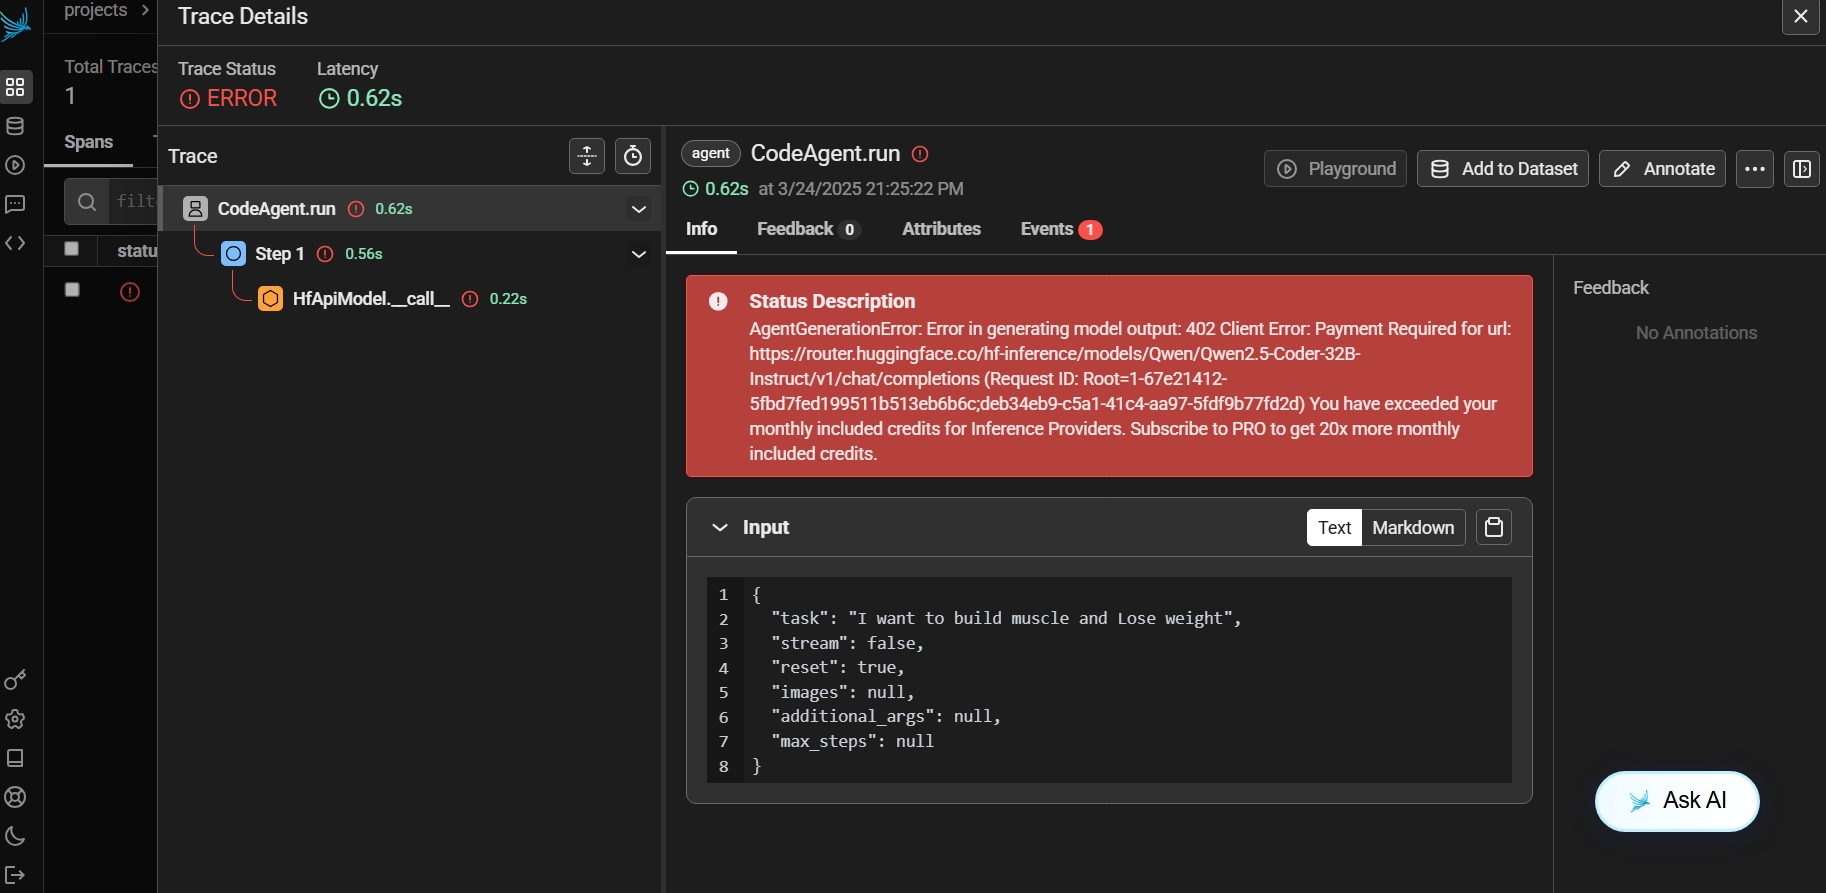 projects
Trace Details
Total Traces
1
Trace Status
Latency
ERROR
0.62s
Spans
Trace
filt
statu
CodeAgent.run 0.62s
Step 1 0.56s
HfApiModel.__call__ 0.22s
agent CodeAgent.run
0.62s at 3/24/2025 21:25:22 PM
Playground
Add to Dataset
Annotate
Info
Feedback 0
Attributes
Events 1
Status Description
AgentGenerationError: Error in generating model output: 402 Client Error: Payment Required for url:
https://router.huggingface.co/hf-inference/models/Qwen/Qwen2.5-Coder-32B-
Instruct/v1/chat/completions (Request ID: Root=1-67e21412-
5fbd7fed199511b513eb6b6c;deb34eb9-c5a1-41c4-aa97-5fdf9b77fd2d) You have exceeded your
monthly included credits for Inference Providers. Subscribe to PRO to get 20x more monthly
included credits.
Input
Text Markdown
1 {
2 "task": "I want to build muscle and Lose weight",
3 "stream": false,
4 "reset": true,
5 "images": null,
6 "additional_args": null,
7 "max_steps": null
8 }
Feedback
No Annotations
Ask AI